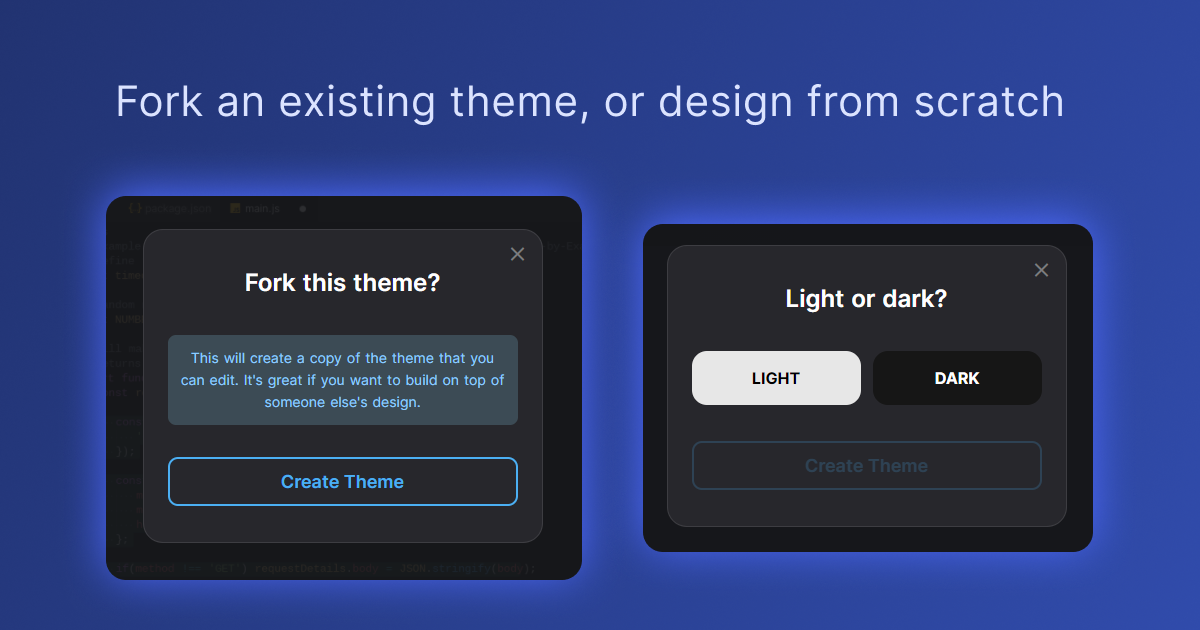 Fork an existing theme, or design from scratch
package.json main.js
Fork this theme?
This will create a copy of the theme that you
can edit. It's great if you want to build on top of
someone else's design.
Create Theme
});
};
if(method !== "GET") requestDetails.body = JSON.stringify(body);
Light or dark?
LIGHT DARK
Create Theme